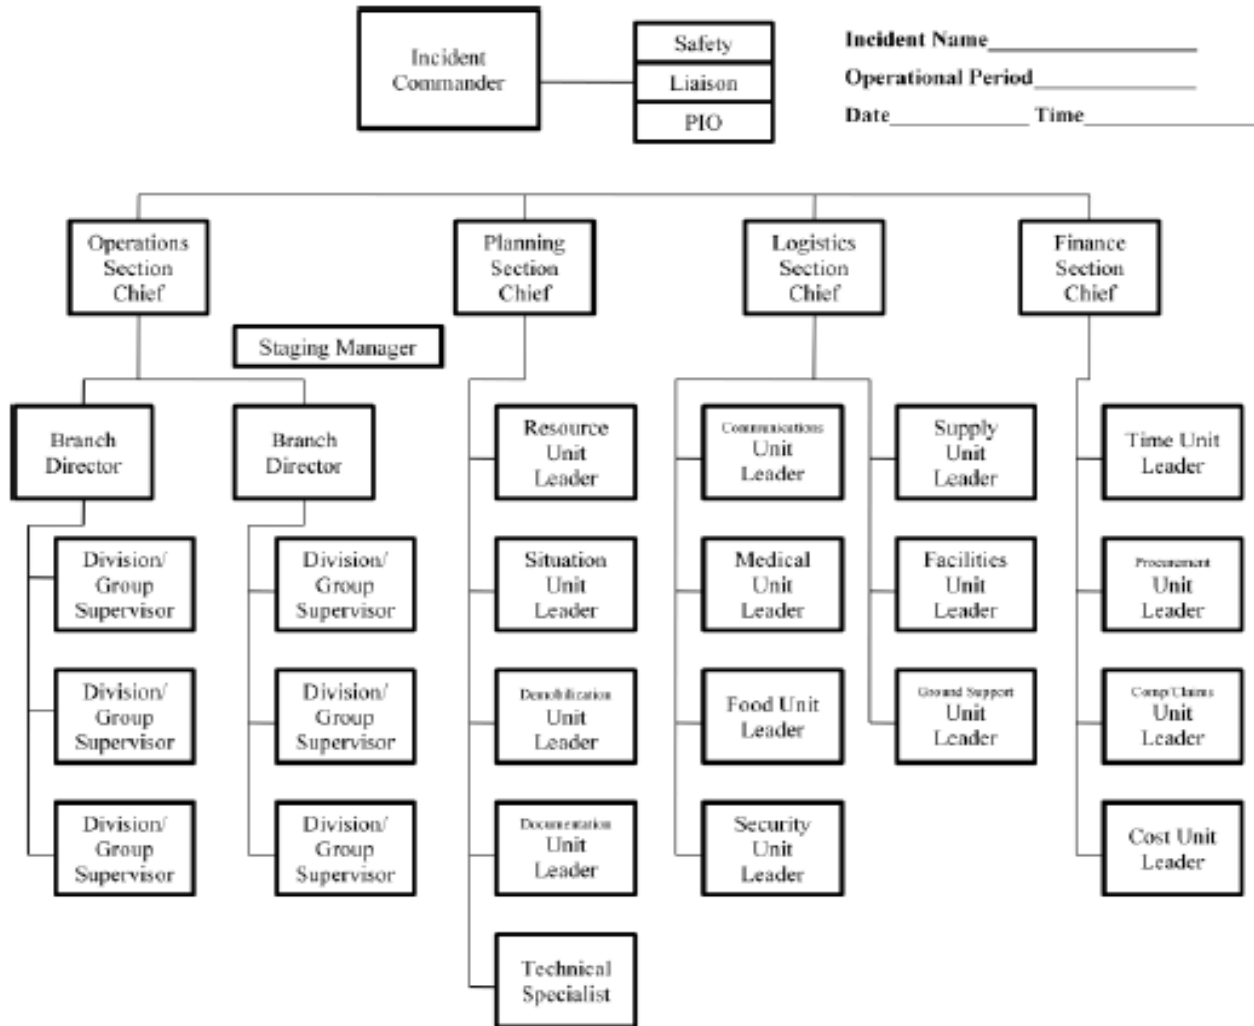 Incident
Commander
Safety
Liaison
PIO
Incident Name____________________
Operational Period________________
Date______________ Time_________________
Operations
Section
Chief
Planning
Section
Chief
Logistics
Section
Chief
Finance
Section
Chief
Staging Manager
Branch
Director
Branch
Director
Resource
Unit
Leader
Communications
Unit
Leader
Supply
Unit
Leader
Time Unit
Leader
Division/
Group
Supervisor
Division/
Group
Supervisor
Situation
Unit
Leader
Medical
Unit
Leader
Facilities
Unit
Leader
Procurement
Unit
Leader
Division/
Group
Supervisor
Division/
Group
Supervisor
Demobilization
Unit
Leader
Food Unit
Leader
Ground Support
Unit
Leader
Comp/Claims
Unit
Leader
Division/
Group
Supervisor
Division/
Group
Supervisor
Documentation
Unit
Leader
Security
Unit
Leader
Cost Unit
Leader
Technical
Specialist